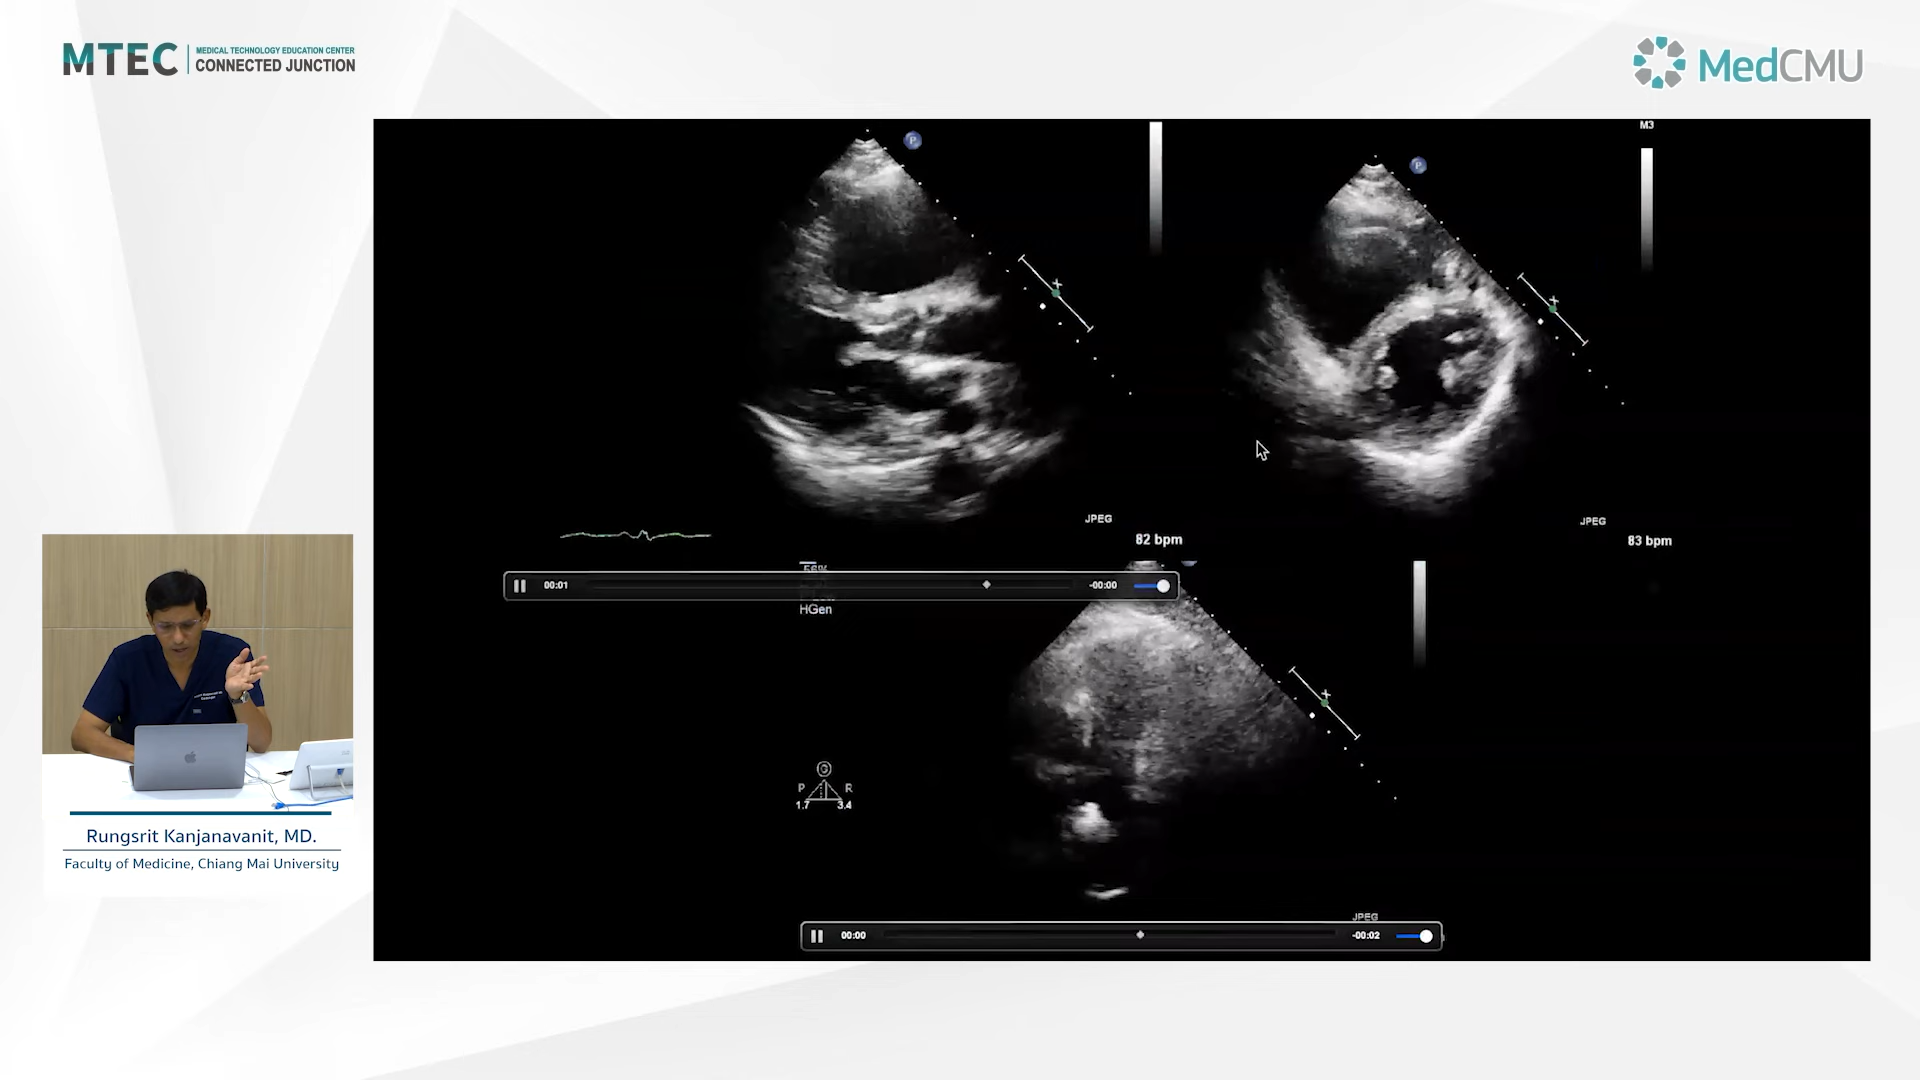 MTEC
MEDICAL TECHNOLOGY EDUCATION CENTER
CONNECTED JUNCTION
MedCMU
P
M3
P
JPEG
82 bpm
JPEG
83 bpm
00:01
-00:00
56%
HGen
G
P R
1.7 3.4
JPEG
00:00
-00:02
Rungsrit Kanjanavanit, MD.
Faculty of Medicine, Chiang Mai University